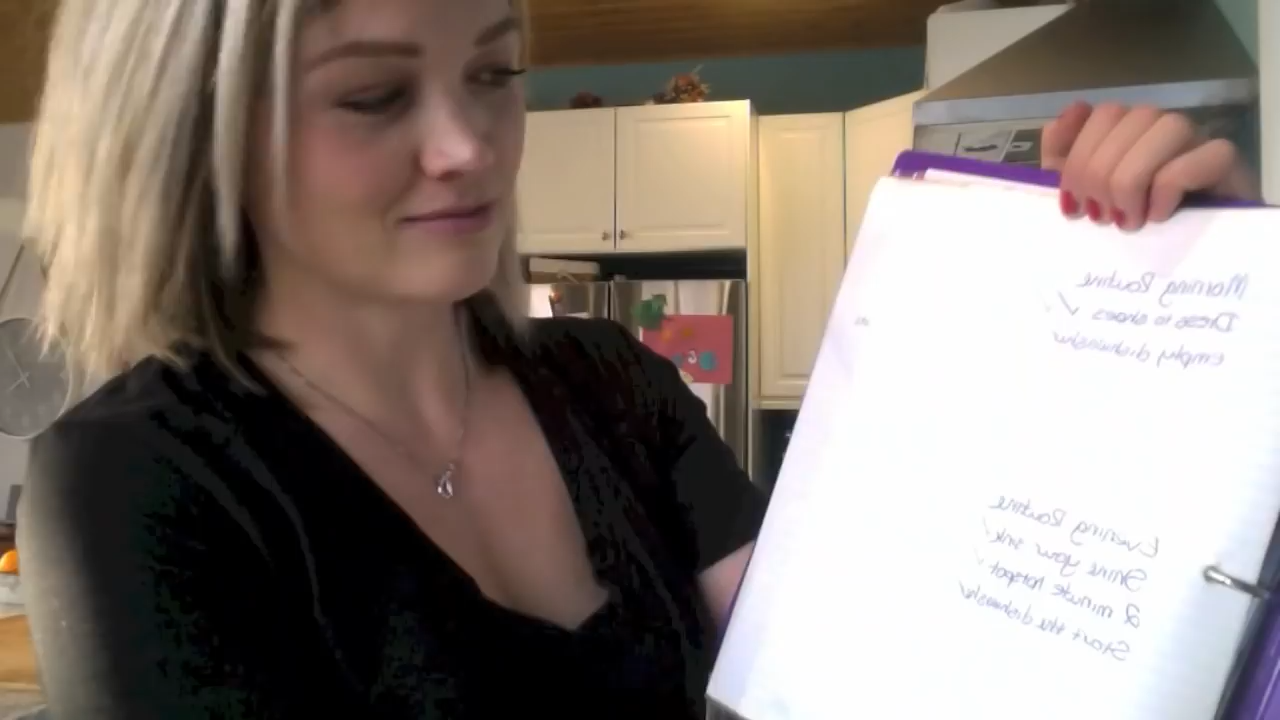 Morning Routine
Dress to shoes ✓
Empty dishwasher
Evening Routine
Shine your sink ✓
2 minute hotspot ✓
Start the dishwasher